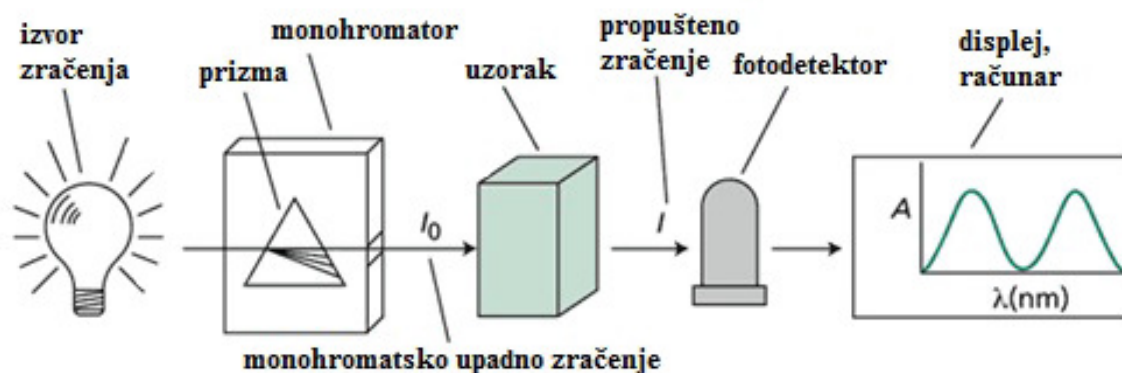 izvor
zračenja
prizma
monohromator
uzorak
propušteno
zračenje
fotodetektor
displej,
računar
I₀
I
A
λ(nm)
monohromatsko upadno zračenje